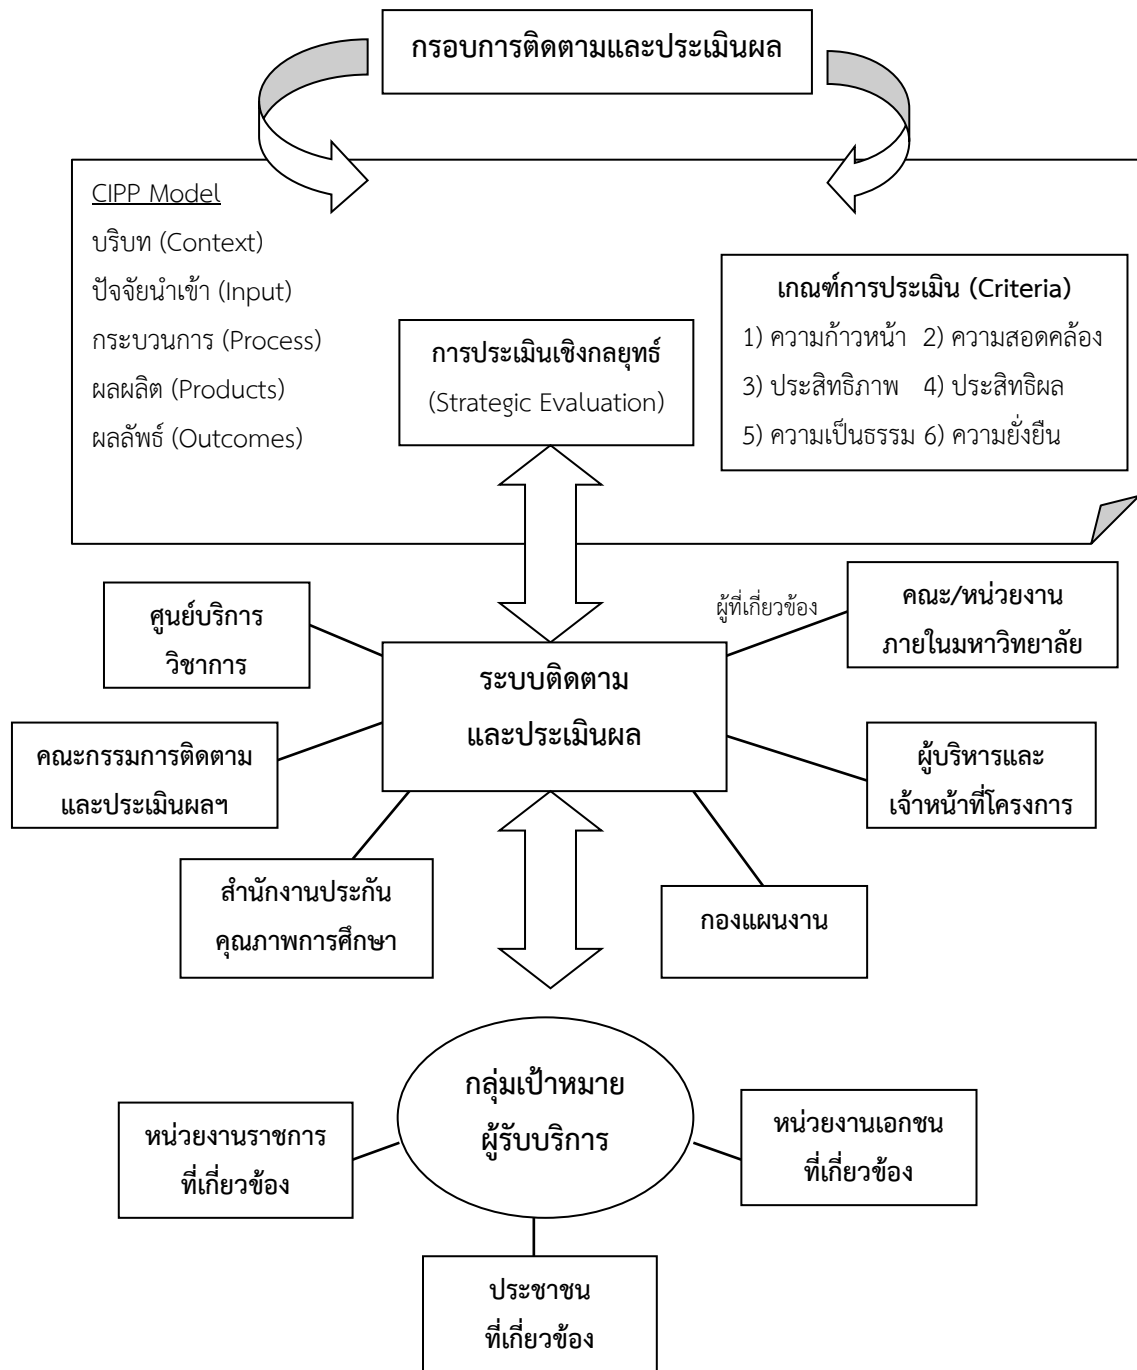 กรอบการติดตามและประเมินผล
CIPP Model
บริบท (Context)
ปัจจัยนำเข้า (Input)
กระบวนการ (Process)
ผลผลิต (Products)
ผลลัพธ์ (Outcomes)
การประเมินเชิงกลยุทธ์
(Strategic Evaluation)
เกณฑ์การประเมิน (Criteria)
1) ความก้าวหน้า 2) ความสอดคล้อง
3) ประสิทธิภาพ 4) ประสิทธิผล
5) ความเป็นธรรม 6) ความยั่งยืน
ศูนย์บริการ
วิชาการ
ผู้ที่เกี่ยวข้อง
คณะ/หน่วยงาน
ภายในมหาวิทยาลัย
ระบบติดตาม
และประเมินผล
คณะกรรมการติดตาม
และประเมินผลฯ
ผู้บริหารและ
เจ้าหน้าที่โครงการ
สำนักงานประกัน
คุณภาพการศึกษา
กองแผนงาน
กลุ่มเป้าหมาย
ผู้รับบริการ
หน่วยงานราชการ
ที่เกี่ยวข้อง
หน่วยงานเอกชน
ที่เกี่ยวข้อง
ประชาชน
ที่เกี่ยวข้อง